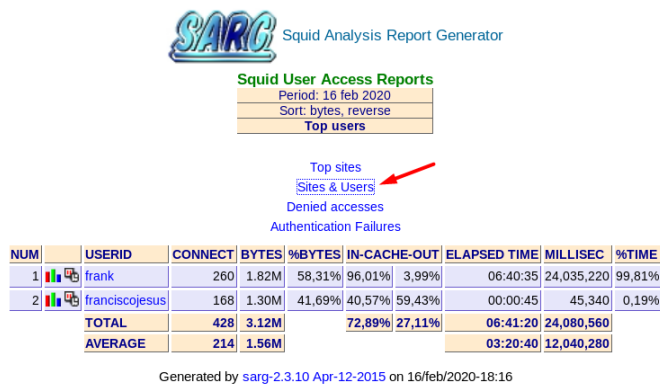 SARG Squid Analysis Report Generator
Squid User Access Reports
Period: 16 feb 2020
Sort: bytes, reverse
Top users
Top sites
Sites & Users
Denied accesses
Authentication Failures
NUM USERID CONNECT BYTES %BYTES IN-CACHE-OUT ELAPSED TIME MILLISEC %TIME
1 frank 260 1.82M 58,31% 96,01% 3,99% 06:40:35 24,035,220 99,81%
2 franciscojesus 168 1.30M 41,69% 40,57% 59,43% 00:00:45 45,340 0,19%
TOTAL 428 3.12M 72,89% 27,11% 06:41:20 24,080,560
AVERAGE 214 1.56M 03:20:40 12,040,280
Generated by sarg-2.3.10 Apr-12-2015 on 16/feb/2020-18:16